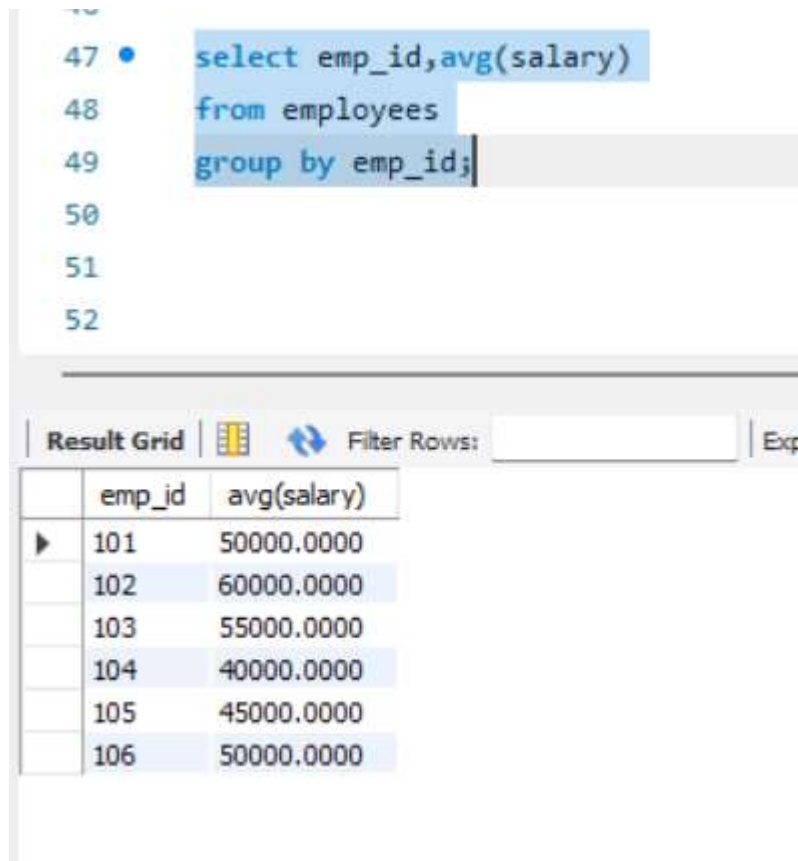 47 select emp_id,avg(salary)
48 from employees
49 group by emp_id;
50
51
52
Result Grid Filter Rows:
emp_id avg(salary)
101 50000.0000
102 60000.0000
103 55000.0000
104 40000.0000
105 45000.0000
106 50000.0000